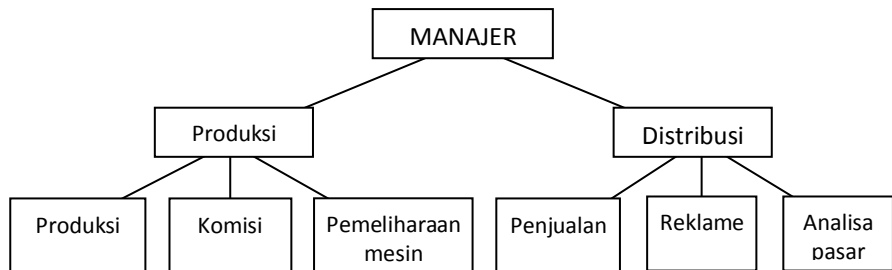 MANAJER
Produksi
Distribusi
Produksi
Komisi
Pemeliharaan
mesin
Penjualan
Reklame
Analisa
pasar